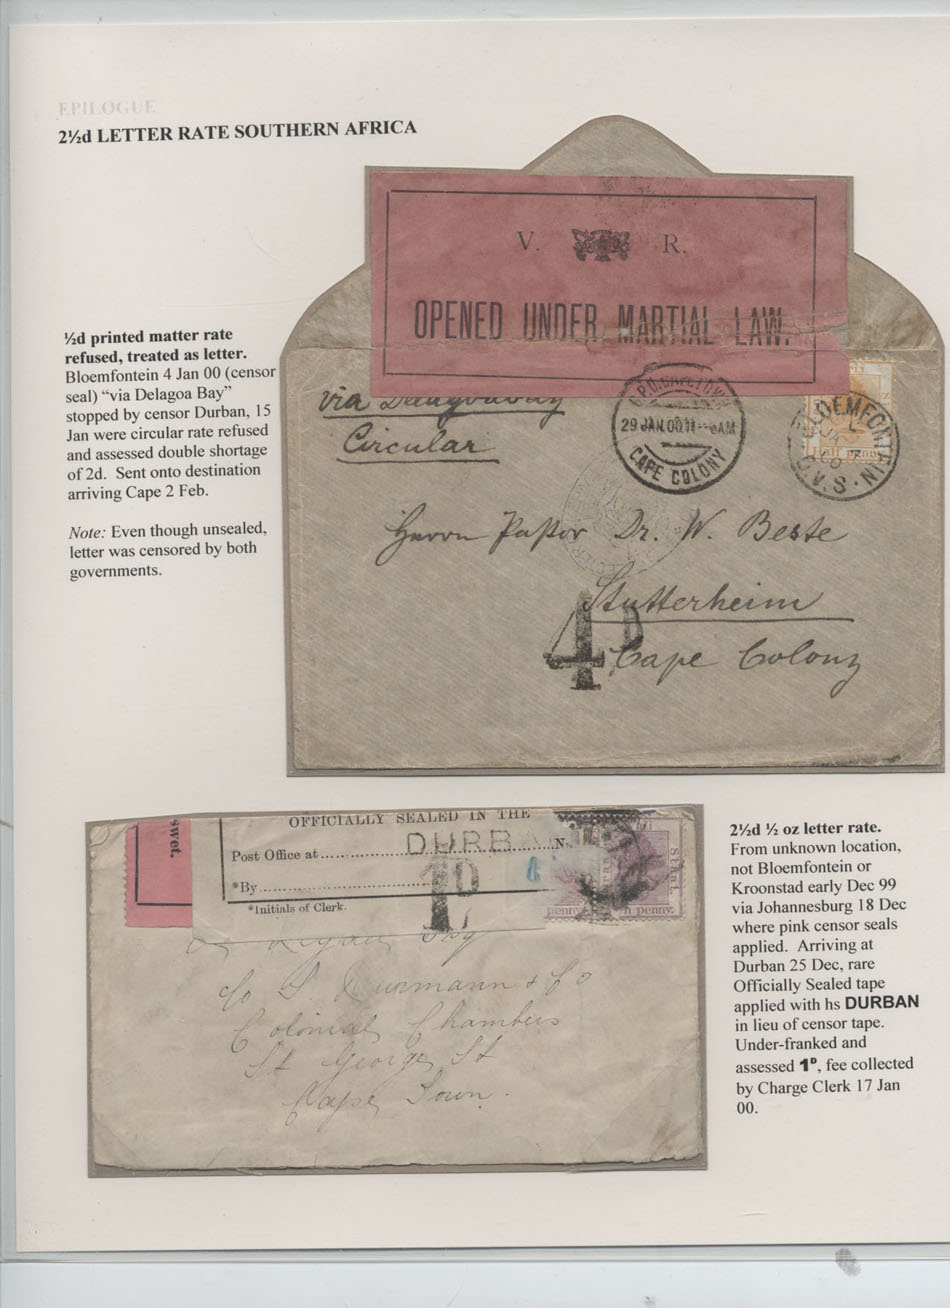 EPILOGUE
2½d LETTER RATE SOUTHERN AFRICA
V. R.
OPENED UNDER MARTIAL LAW.
½d printed matter rate
refused, treated as letter.
Bloemfontein 4 Jan 00 (censor
seal) “via Delagoa Bay”
stopped by censor Durban, 15
Jan were circular rate refused
and assessed double shortage
of 2d. Sent onto destination
arriving Cape 2 Feb.
Note: Even though unsealed,
letter was censored by both
governments.
via Delagoabay
Circular
G.P.O. CAPE TOWN
29 JAN 00 11 AM
CAPE COLONY
BLOEMFONTEIN
JA
00
O.V.S.
Herrn Pastor Dr. W. Beste
Stutterheim
4D
Cape Colony
OFFICIALLY SEALED IN THE
Post Office at
DURBAN
*By
1D
*Initials of Clerk.
swet.
penny
penny.
Staat.
c/o S. & Co
Colonial Chambers
St George St
Cape Town.
2½d ½ oz letter rate.
From unknown location,
not Bloemfontein or
Kroonstad early Dec 99
via Johannesburg 18 Dec
where pink censor seals
applied. Arriving at
Durban 25 Dec, rare
Officially Sealed tape
applied with hs DURBAN
in lieu of censor tape.
Under-franked and
assessed 1D, fee collected
by Charge Clerk 17 Jan
00.